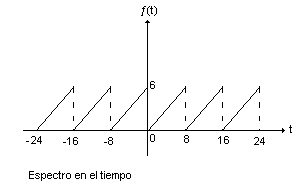 f(t)
6
t
-24 -16 -8 0 8 16 24
Espectro en el tiempo